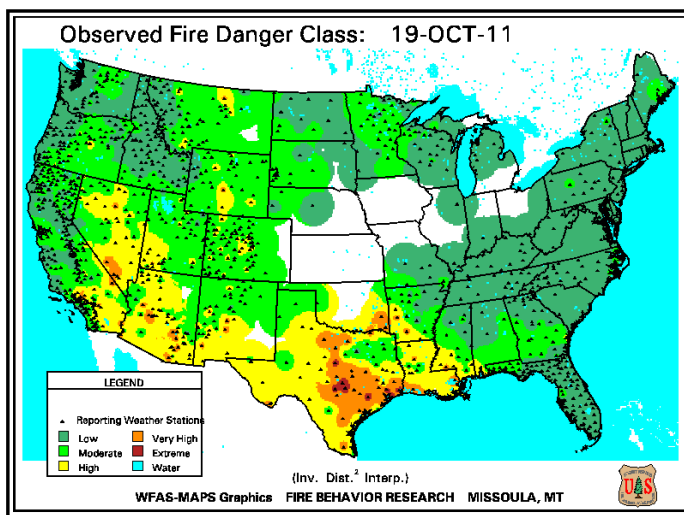 Observed Fire Danger Class: 19-OCT-11
LEGEND
Reporting Weather Stations
Low
Very High
Moderate
Extreme
High
Water
(Inv. Dist.² Interp.)
WFAS-MAPS Graphics FIRE BEHAVIOR RESEARCH MISSOULA, MT
U S